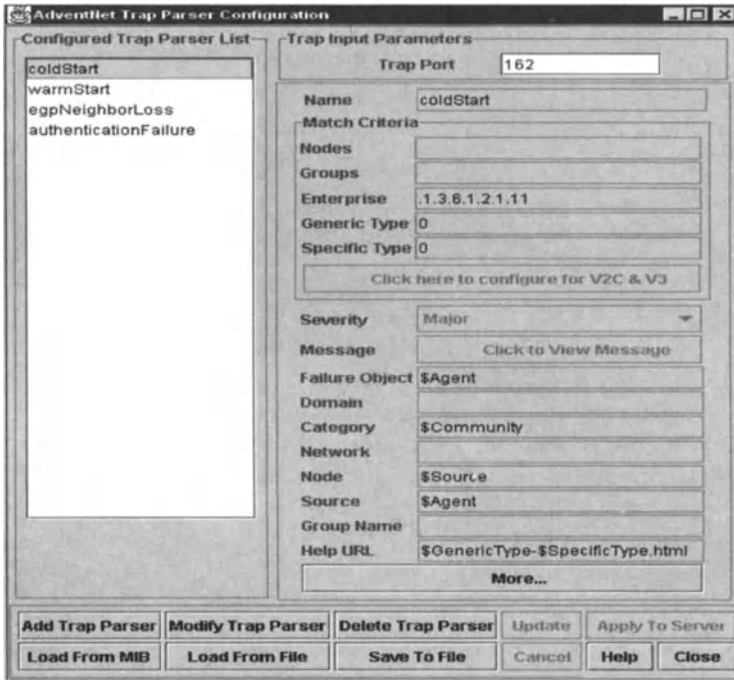 AdventNet Trap Parser Configuration
Configured Trap Parser List
coldStart
warmStart
egpNeighborLoss
authenticationFailure
Trap Input Parameters
Trap Port 162
Name coldStart
Match Criteria
Nodes
Groups
Enterprise .1.3.6.1.2.1.11
Generic Type 0
Specific Type 0
Click here to configure for V2C & V3
Severity Major
Message Click to View Message
Failure Object $Agent
Domain
Category $Community
Network
Node $Source
Source $Agent
Group Name
Help URL $GenericType-$SpecificType.html
More...
Add Trap Parser Modify Trap Parser Delete Trap Parser Update Apply To Server
Load From MIB Load From File Save To File Cancel Help Close